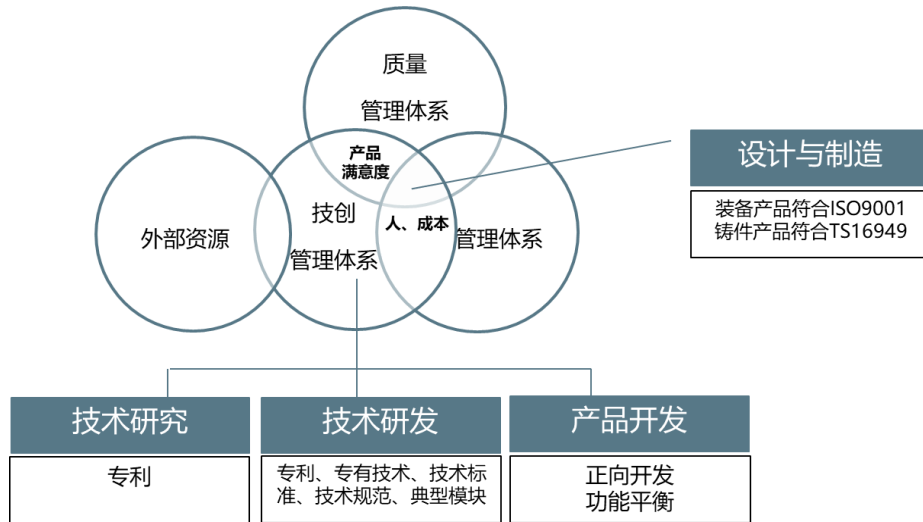 质量
管理体系
产品
满意度
设计与制造
装备产品符合ISO9001
铸件产品符合TS16949
外部资源
技创
管理体系
人、成本
管理体系
技术研究
专利
技术研发
专利、专有技术、技术标
准、技术规范、典型模块
产品开发
正向开发
功能平衡